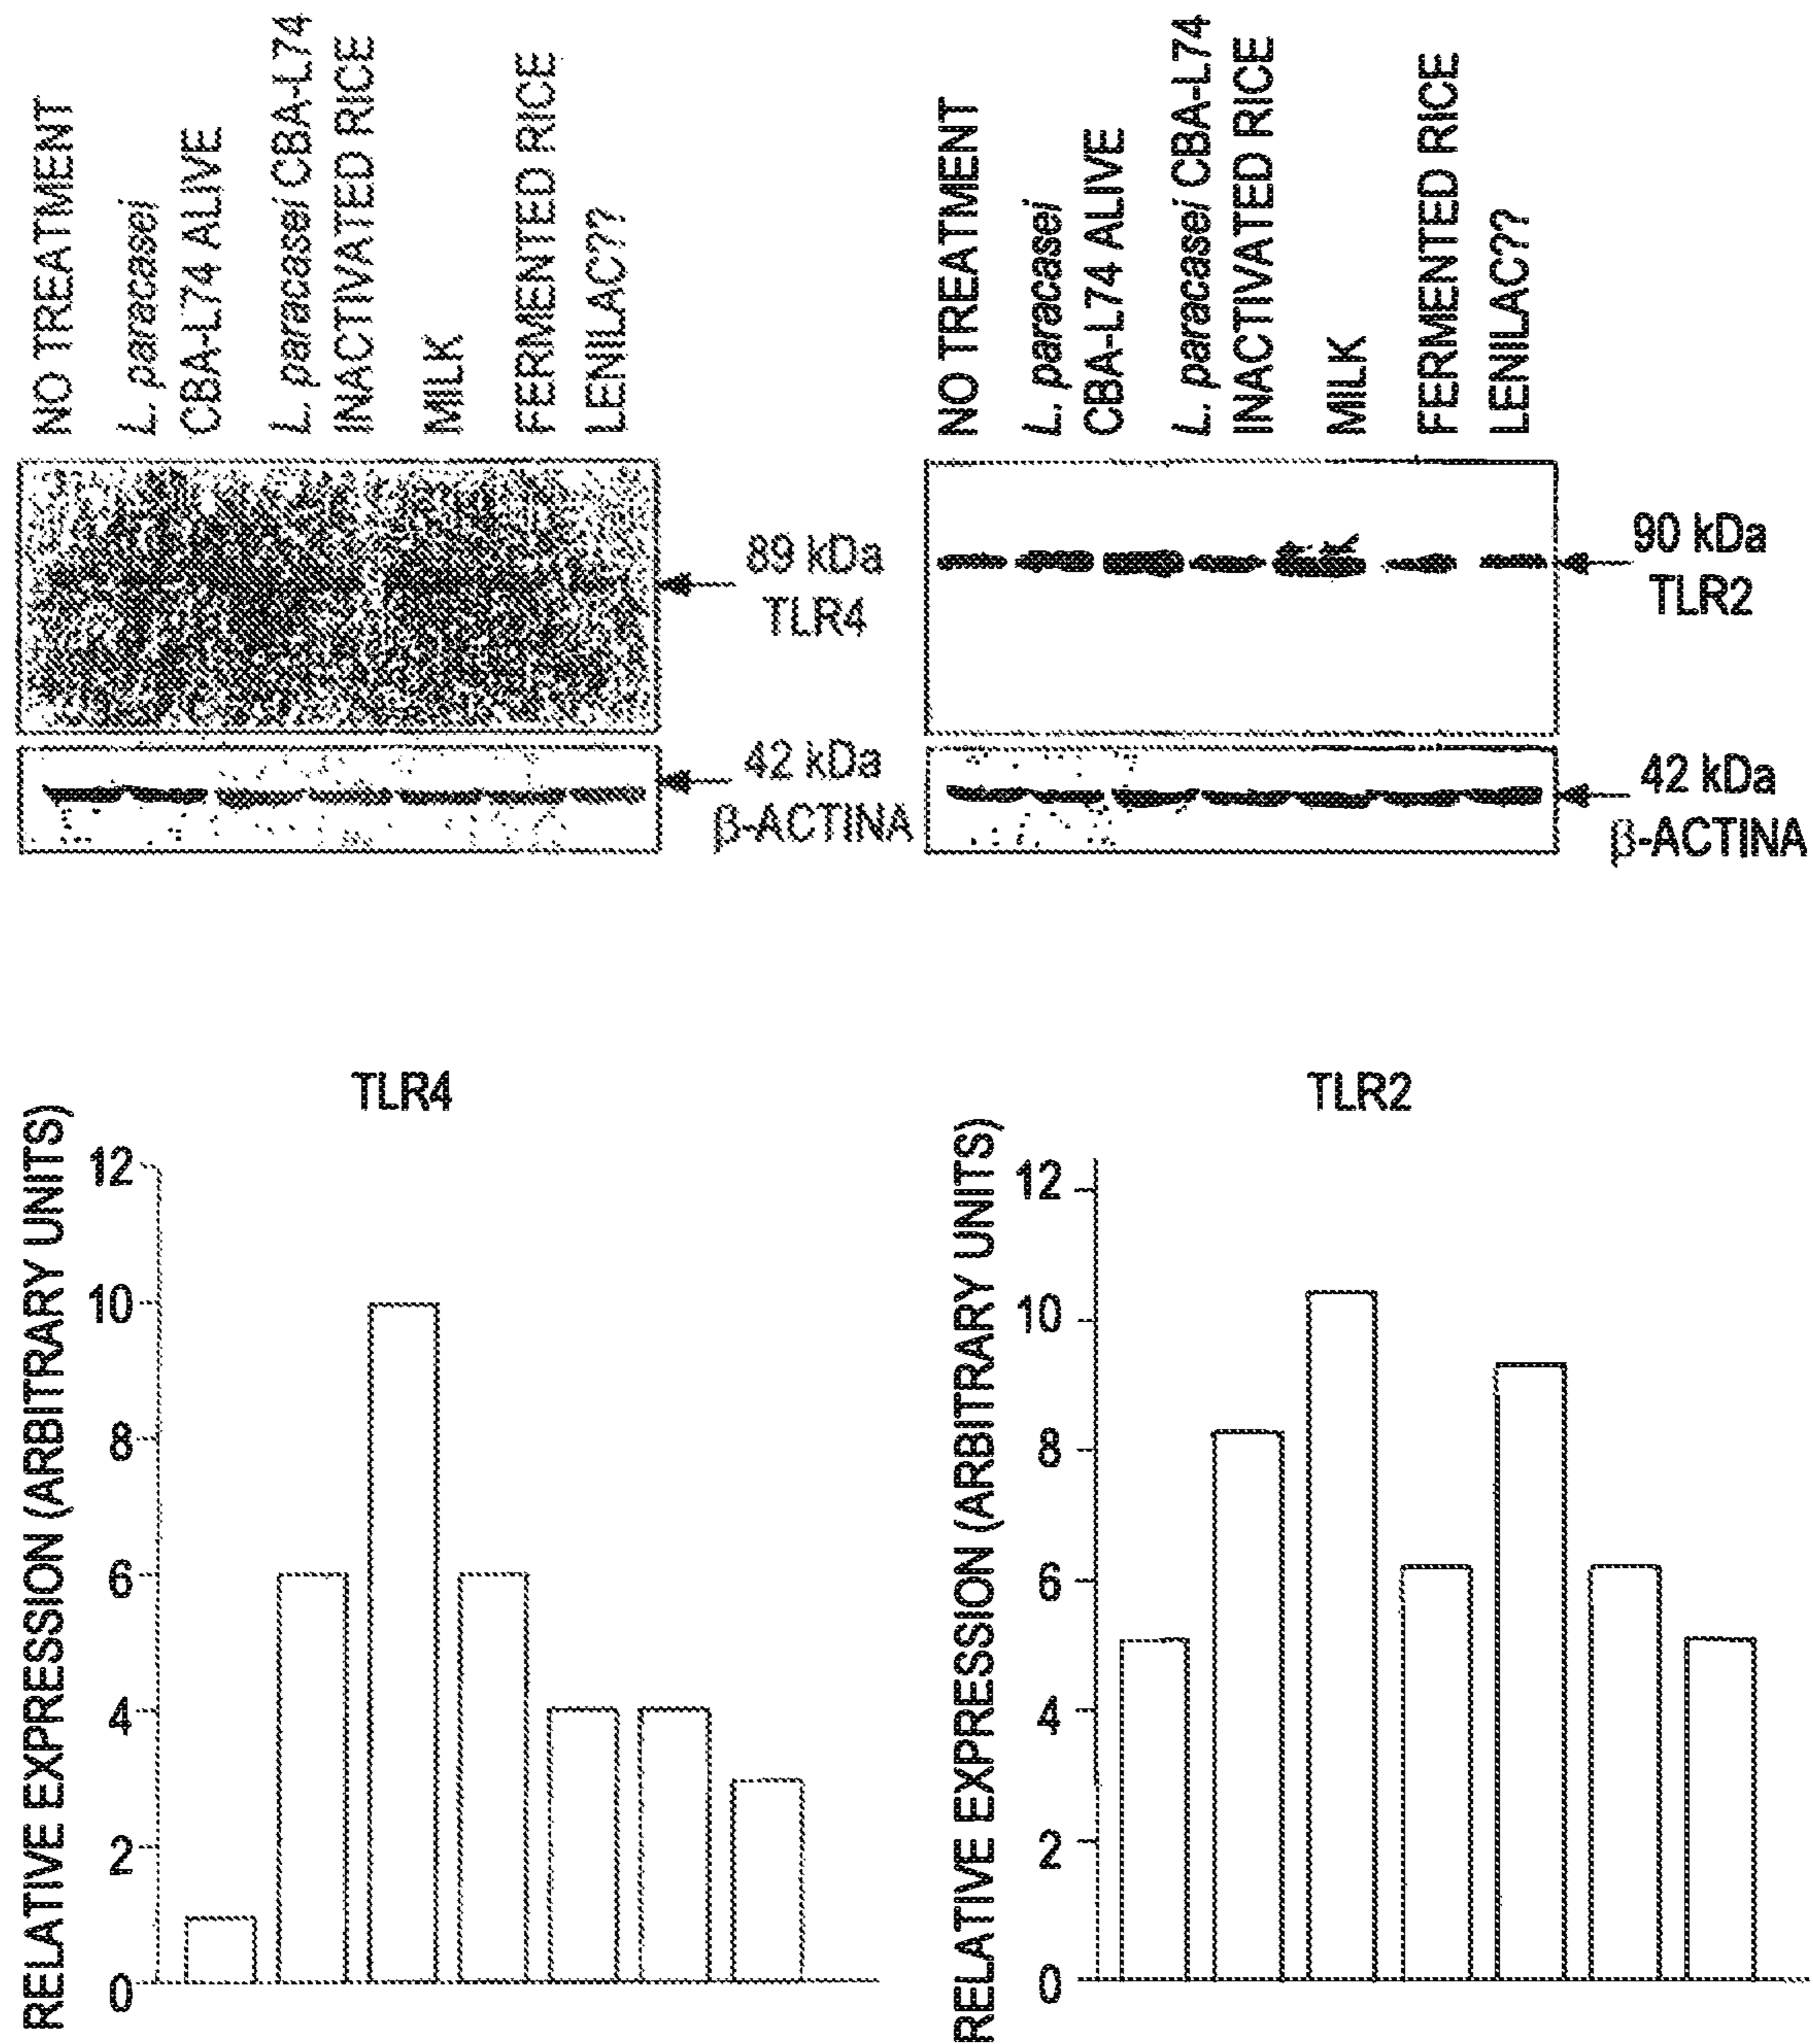 NO TREATMENT
L. paracasei
CBA-L74 ALIVE
L. paracasei CBA-L74
INACTIVATED RICE
MILK
FERMENTED RICE
LENILAC??
89 kDa
TLR4
42 kDa
β-ACTINA
NO TREATMENT
L. paracasei
CBA-L74 ALIVE
L. paracasei CBA-L74
INACTIVATED RICE
MILK
FERMENTED RICE
LENILAC??
90 kDa
TLR2
42 kDa
β-ACTINA
TLR4
RELATIVE EXPRESSION (ARBITRARY UNITS)
12
10
8
6
4
2
0
TLR2
RELATIVE EXPRESSION (ARBITRARY UNITS)
12
10
8
6
4
2
0